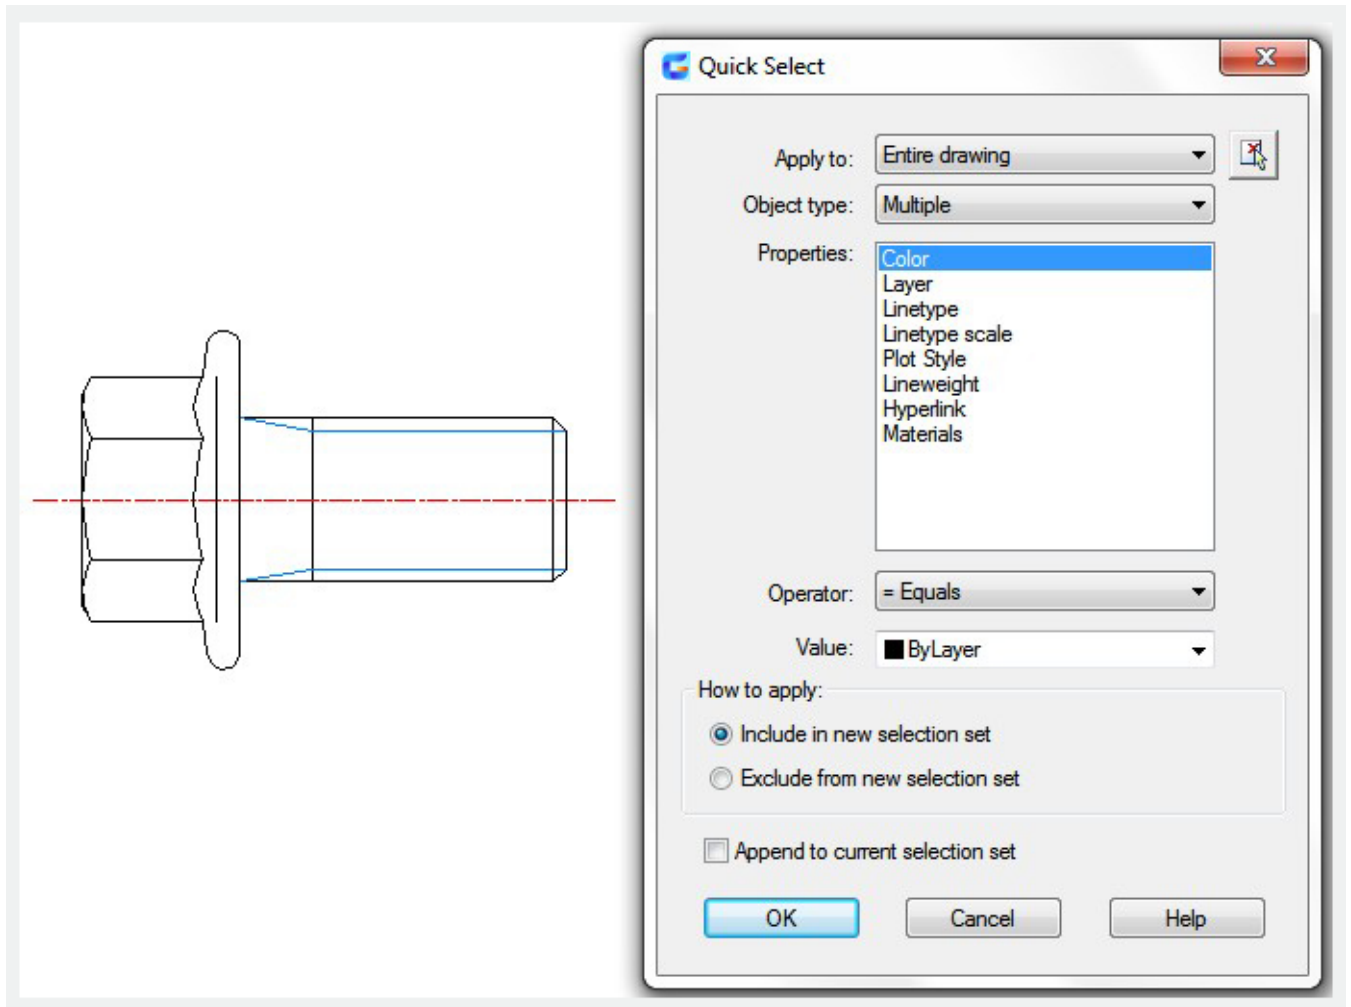 Quick Select
Apply to: Entire drawing
Object type: Multiple
Properties: Color
Layer
Linetype
Linetype scale
Plot Style
Lineweight
Hyperlink
Materials
Operator: = Equals
Value: ByLayer
How to apply:
Include in new selection set
Exclude from new selection set
Append to current selection set
OK Cancel Help